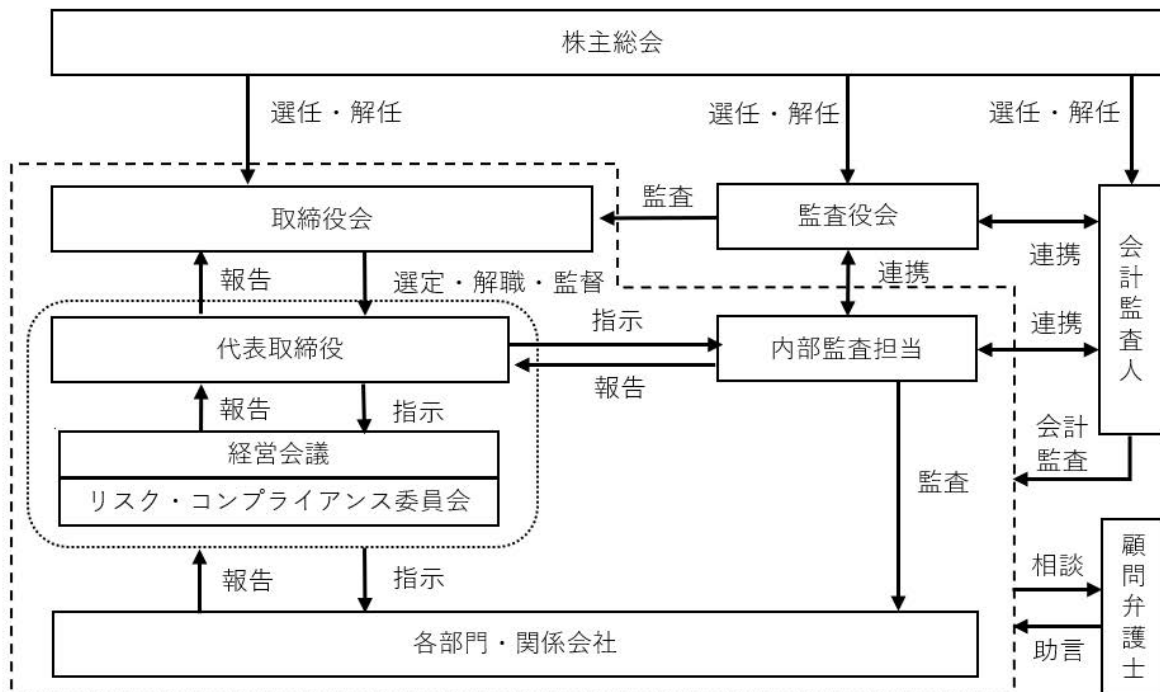 株主総会
選任・解任
選任・解任
選任・解任
取締役会
監査
監査役会
会計監査人
連携
報告
選定・解職・監督
連携
代表取締役
指示
報告
内部監査担当
連携
報告
指示
経営会議
リスク・コンプライアンス委員会
監査
会計
監査
報告
指示
相談
助言
顧問弁護士
各部門・関係会社